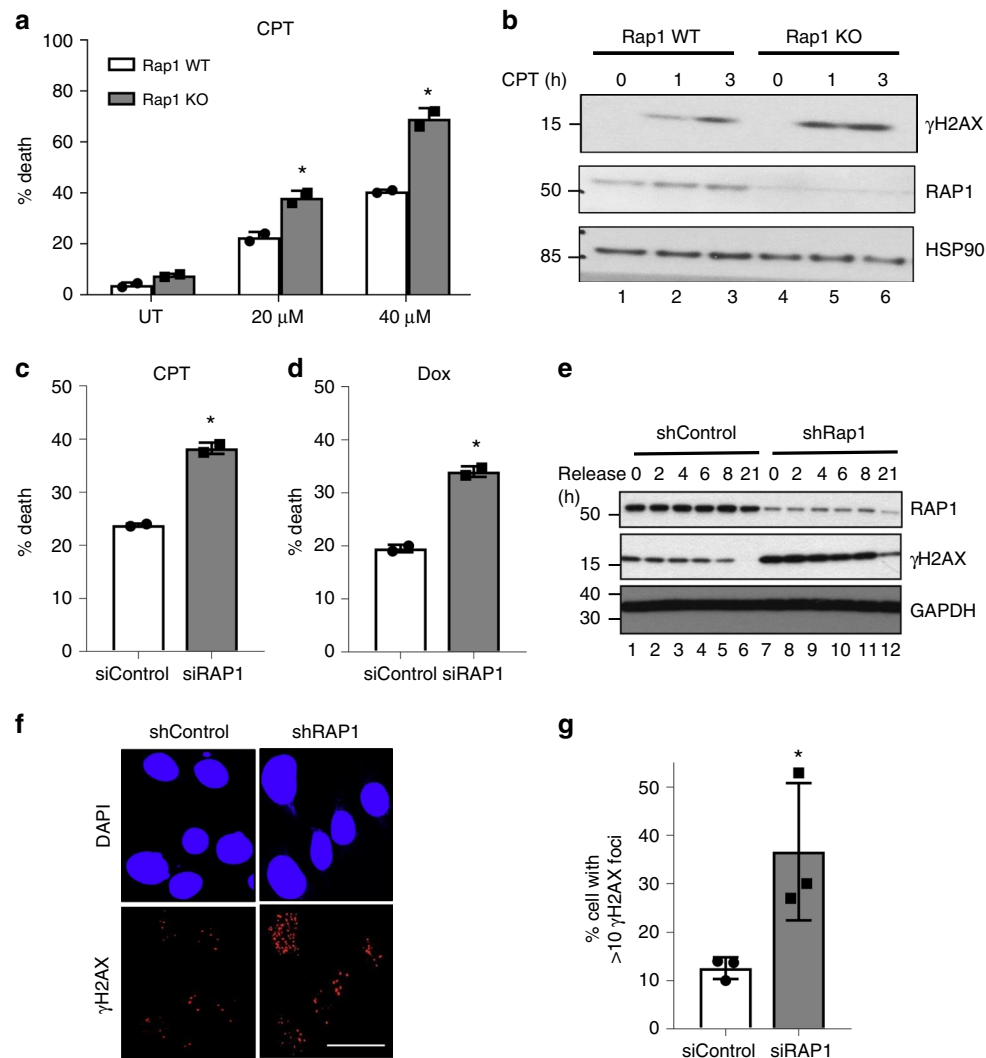 a
CPT
100
80
60
40
20
0
% death
Rap1 WT
Rap1 KO
*
*
UT
20 μM
40 μM
b
Rap1 WT
Rap1 KO
CPT (h)
0 1 3 0 1 3
15
γH2AX
50
RAP1
85
HSP90
1 2 3 4 5 6
c
CPT
50
40
30
20
10
0
% death
*
siControl siRAP1
d
Dox
50
40
30
20
10
0
% death
*
siControl siRAP1
e
shControl
shRap1
Release (h)
0 2 4 6 8 21 0 2 4 6 8 21
50
RAP1
15
γH2AX
40
30
GAPDH
1 2 3 4 5 6 7 8 9 10 11 12
f
shControl
shRAP1
DAPI
γH2AX
g
50
40
30
20
10
0
% cell with
>10 γH2AX foci
*
siControl siRAP1